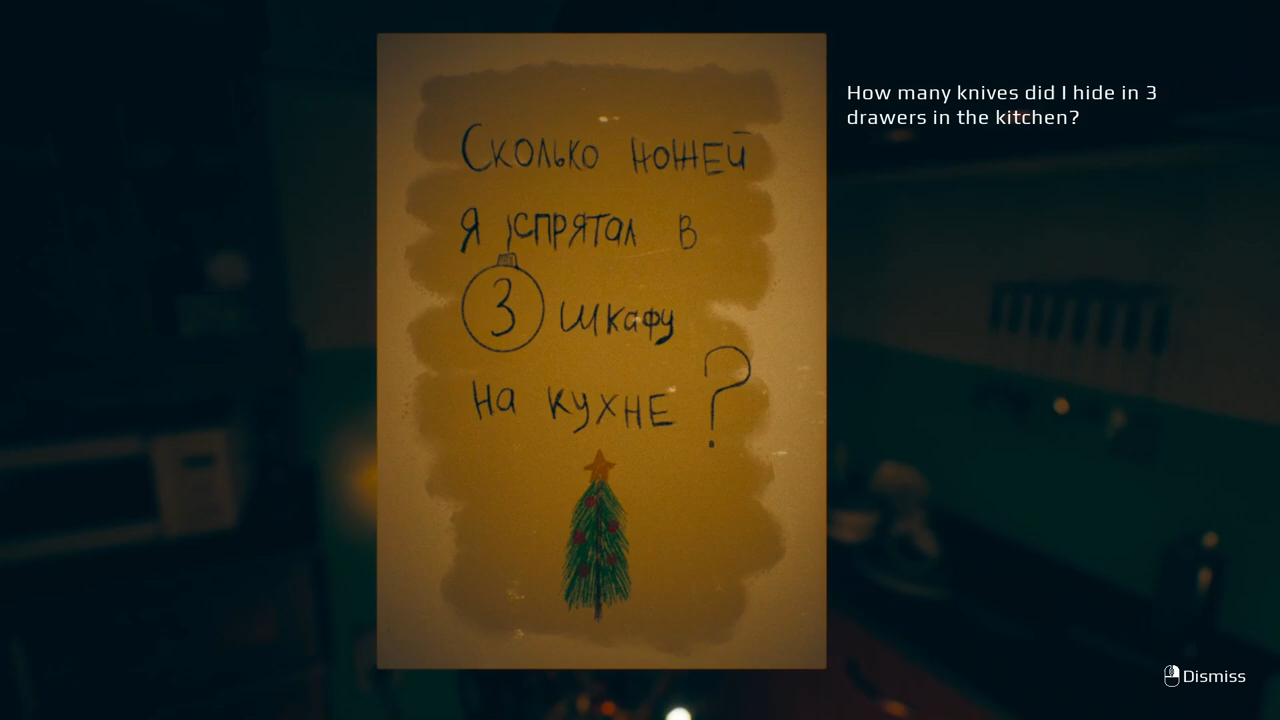 Сколько ножей
я спрятал в
3 шкафу
на кухне?
How many knives did I hide in 3
drawers in the kitchen?
Dismiss